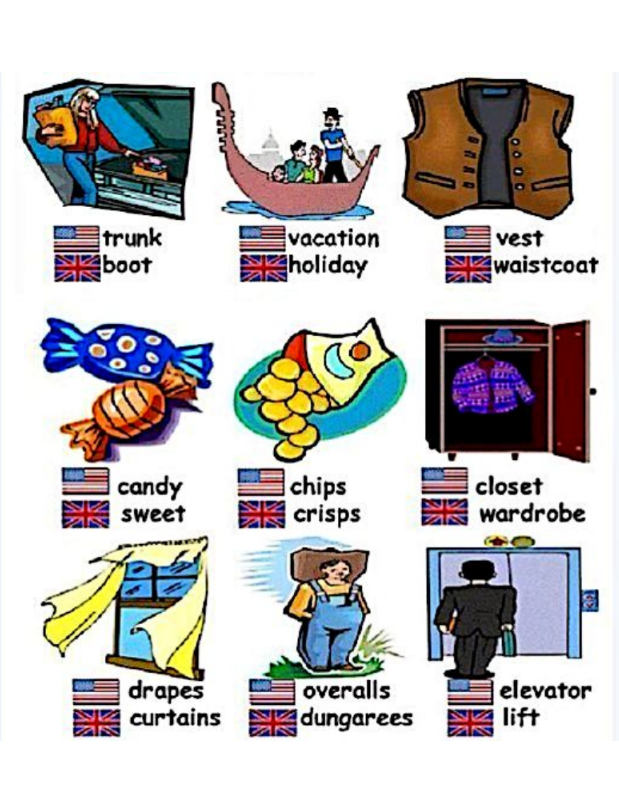 trunk
boot
vacation
holiday
vest
waistcoat
candy
sweet
chips
crisps
closet
wardrobe
drapes
curtains
overalls
dungarees
elevator
lift